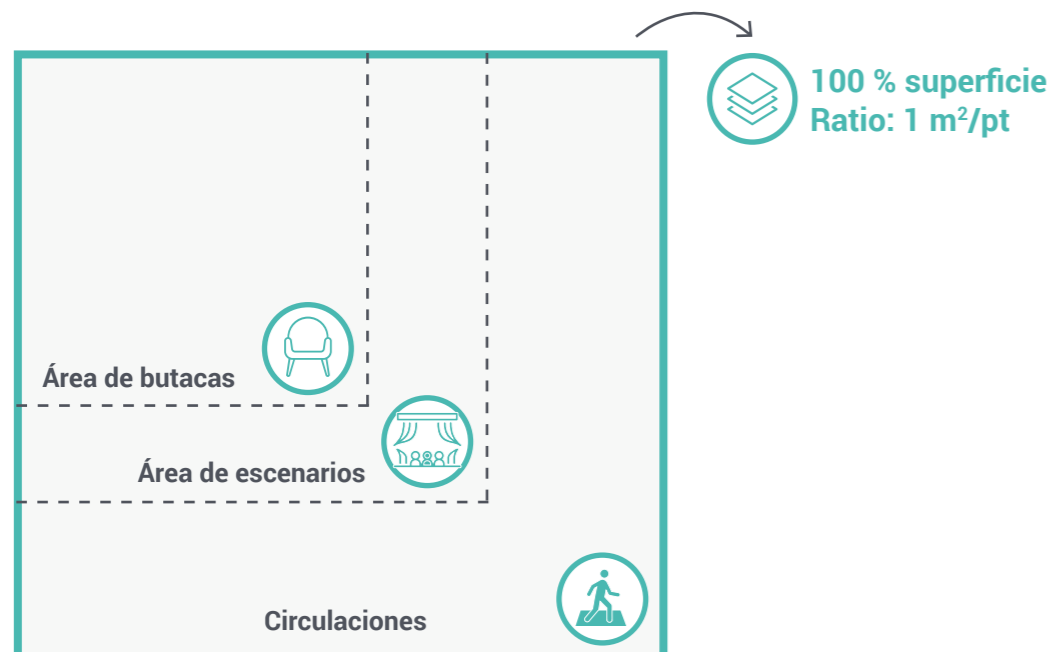 100 % superficie
Ratio: 1 m²/pt
Área de butacas
Área de escenarios
Circulaciones